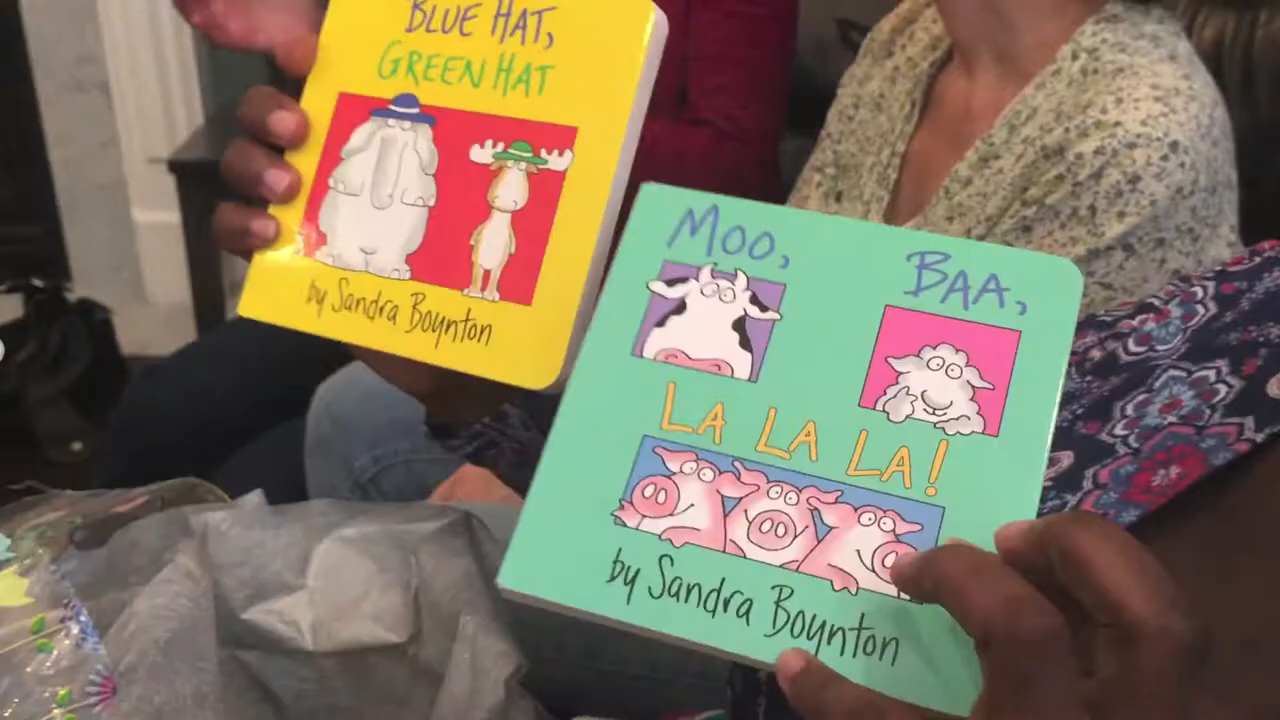 BLUE HAT,
GREEN HAT
by Sandra Boynton
MOO,
BAA,
LA LA LA!
by Sandra Boynton